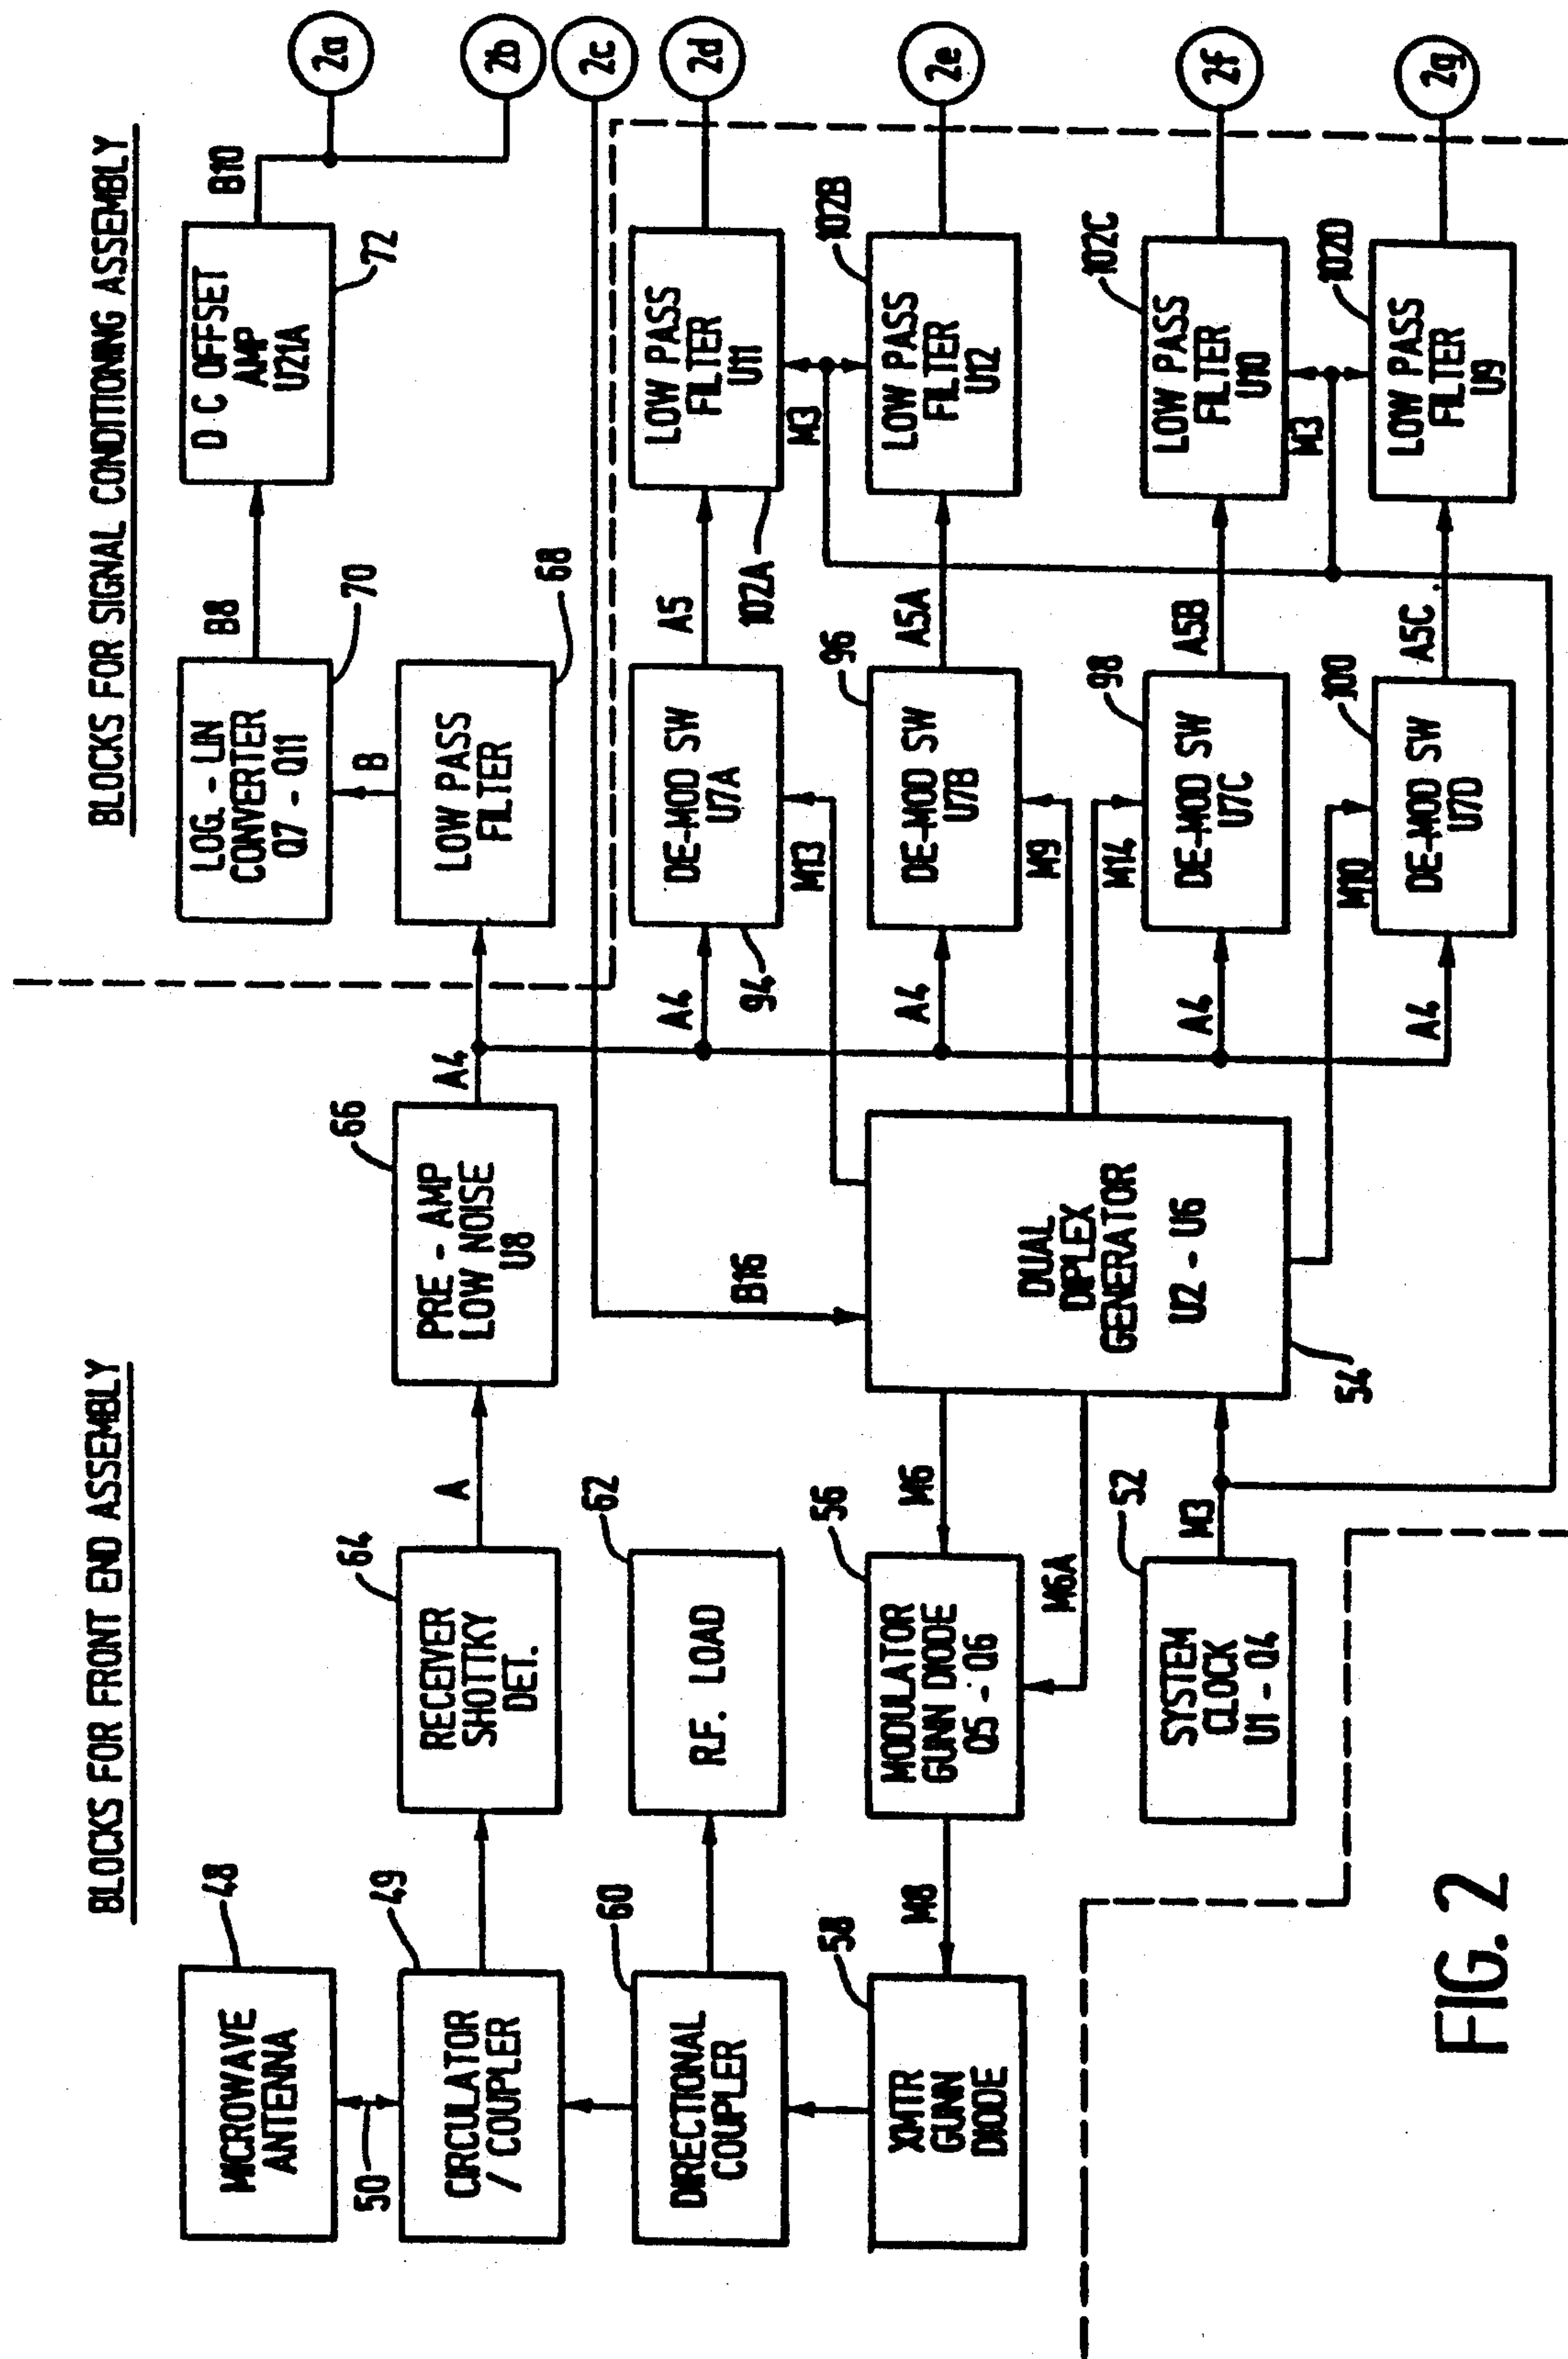 BLOCKS FOR FRONT END ASSEMBLY
BLOCKS FOR SIGNAL CONDITIONING ASSEMBLY
48
MICROWAVE
ANTENNA
50
49
CIRCULATOR
/ COUPLER
60
DIRECTIONAL
COUPLER
58
XMTR
GUNN
DIODE
64
RECEIVER
SHOTTKY
DET.
A
62
R.F. LOAD
56
MODULATOR
GUNN DIODE
Q5 - Q6
M8
M6
M6A
52
SYSTEM
CLOCK
U1 - Q4
M3
66
PRE - AMP
LOW NOISE
U8
A4
B16
DUAL
DIPLEX
GENERATOR
U2 - U6
54
LOG. - LIN
CONVERTER
Q7 - Q11
70
B8
B
LOW PASS
FILTER
68
D C OFFSET
AMP
U21A
72
B10
2a
2b
2c
A4
94
DE-MOD SW
U7A
M13
A5
LOW PASS
FILTER
U11
102A
M3
2d
A4
96
DE-MOD SW
U7B
M9
A5A
102B
LOW PASS
FILTER
U12
2e
A4
M14
98
DE-MOD SW
U7C
A5B
102C
LOW PASS
FILTER
U10
M3
2f
A4
M10
100
DE-MOD SW
U7D
A5C
102D
LOW PASS
FILTER
U9
2g
FIG. 2